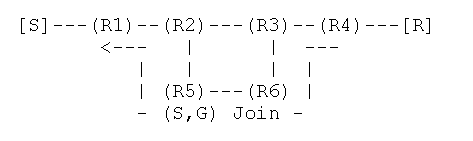 [S]---(R1)--(R2)---(R3)--(R4)---[R]
<--- | | ---
| | | |
| (R5)---(R6) |
- (S,G) Join -